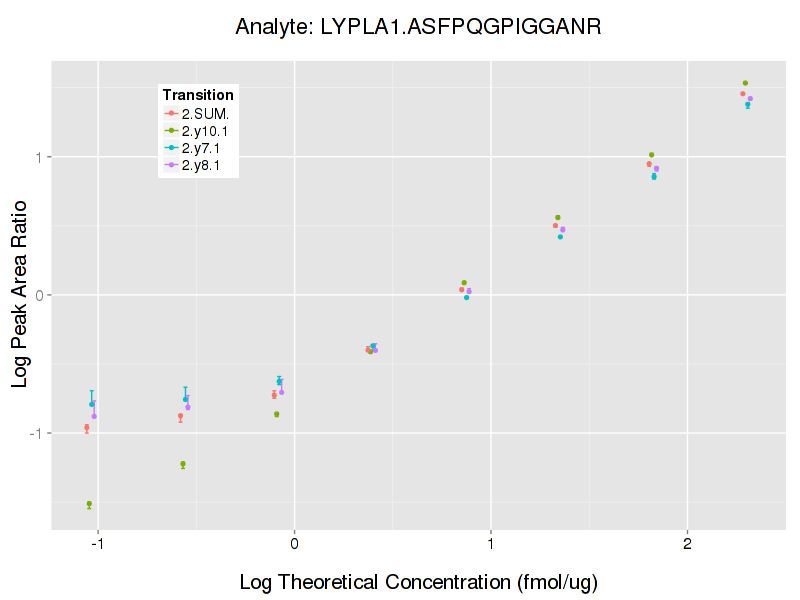 Analyte: LYPLA1.ASFPQGPIGGANR
Transition
2.SUM.
2.y10.1
2.y7.1
2.y8.1
Log Peak Area Ratio
1
0
-1
-1 0 1 2
Log Theoretical Concentration (fmol/ug)